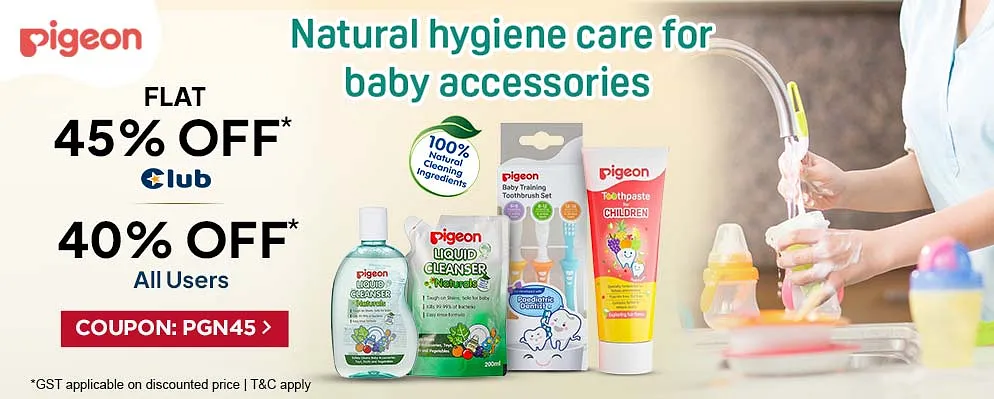 pigeon
Natural hygiene care for
baby accessories
FLAT
45% OFF*
Club
40% OFF*
All Users
COUPON: PGN45 >
*GST applicable on discounted price | T&C apply
100%
Natural
Cleaning
Ingredients
pigeon
LIQUID
CLEANSER
Naturals
pigeon
LIQUID
CLEANSER
Naturals
Tough on Stains, Safe for baby
Kills 99.99% of bacteria
Easy rinse formula
200ml
pigeon
Baby Training
Toothbrush Set
Paediatric
Dentist
pigeon
Toothpaste
for
CHILDREN